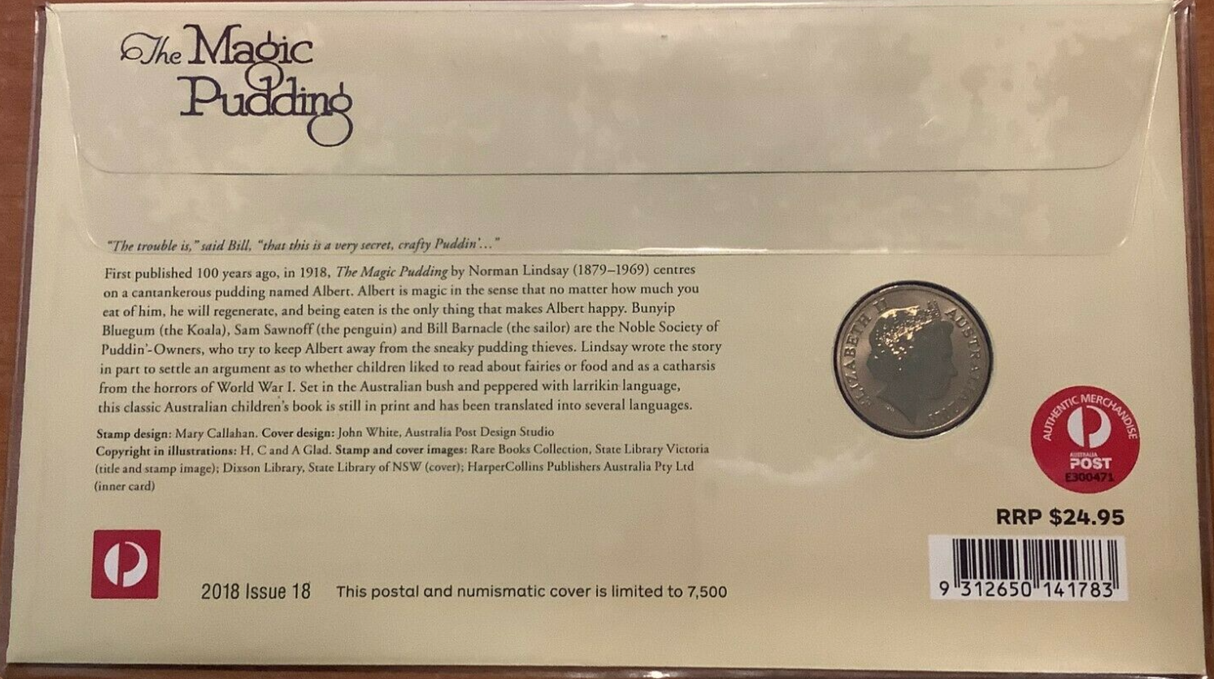 The Magic
Pudding
“The trouble is,” said Bill, “that this is a very secret, crafty Puddin’…”
First published 100 years ago, in 1918, The Magic Pudding by Norman Lindsay (1879–1969) centres
on a cantankerous pudding named Albert. Albert is magic in the sense that no matter how much you
eat of him, he will regenerate, and being eaten is the only thing that makes Albert happy. Bunyip
Bluegum (the Koala), Sam Sawnoff (the penguin) and Bill Barnacle (the sailor) are the Noble Society of
Puddin’-Owners, who try to keep Albert away from the sneaky pudding thieves. Lindsay wrote the story
in part to settle an argument as to whether children liked to read about fairies or food and as a catharsis
from the horrors of World War I. Set in the Australian bush and peppered with larrikin language,
this classic Australian children’s book is still in print and has been translated into several languages.
Stamp design: Mary Callahan. Cover design: John White, Australia Post Design Studio
Copyright in illustrations: H, C and A Glad. Stamp and cover images: Rare Books Collection, State Library Victoria
(title and stamp image); Dixson Library, State Library of NSW (cover); HarperCollins Publishers Australia Pty Ltd
(inner card)
ELIZABETH II AUSTRALIA
AUTHENTIC MERCHANDISE
AUSTRALIA
POST
E300471
RRP $24.95
9 312650 141783
2018 Issue 18 This postal and numismatic cover is limited to 7,500